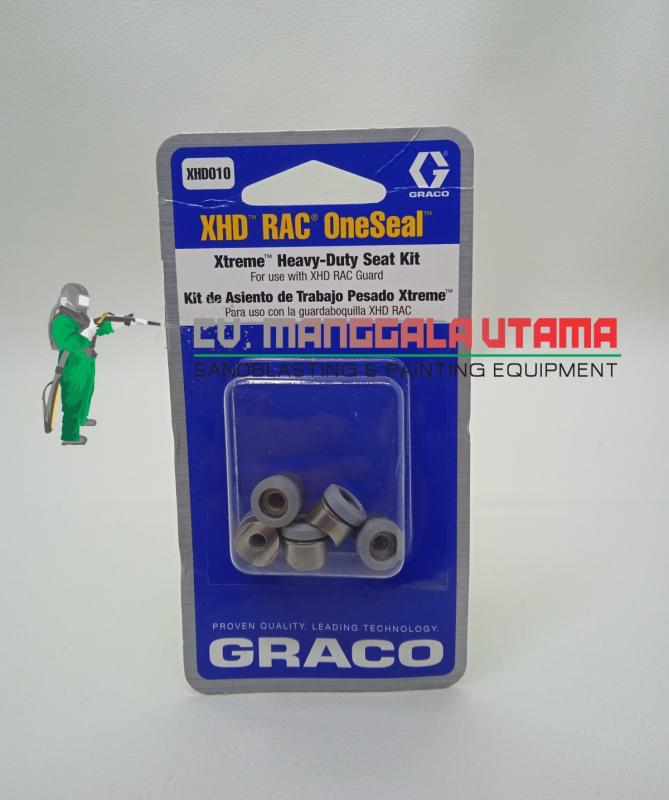 XHD010
GRACO
XHD™ RAC® OneSeal™
Xtreme™ Heavy-Duty Seat Kit
For use with XHD RAC Guard
Kit de Asiento de Trabajo Pesado Xtreme™
Para uso con la guardaboquilla XHD RAC
CV. MANGGALA UTAMA
SANDBLASTING & PAINTING EQUIPMENT
PROVEN QUALITY. LEADING TECHNOLOGY.
GRACO